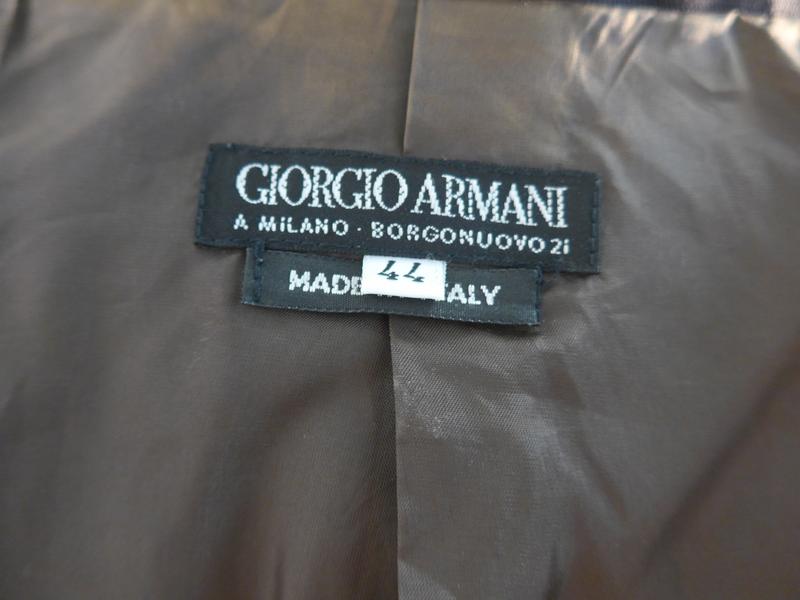 GIORGIO ARMANI
A MILANO · BORGONUOVO 21
44
MADE ALY